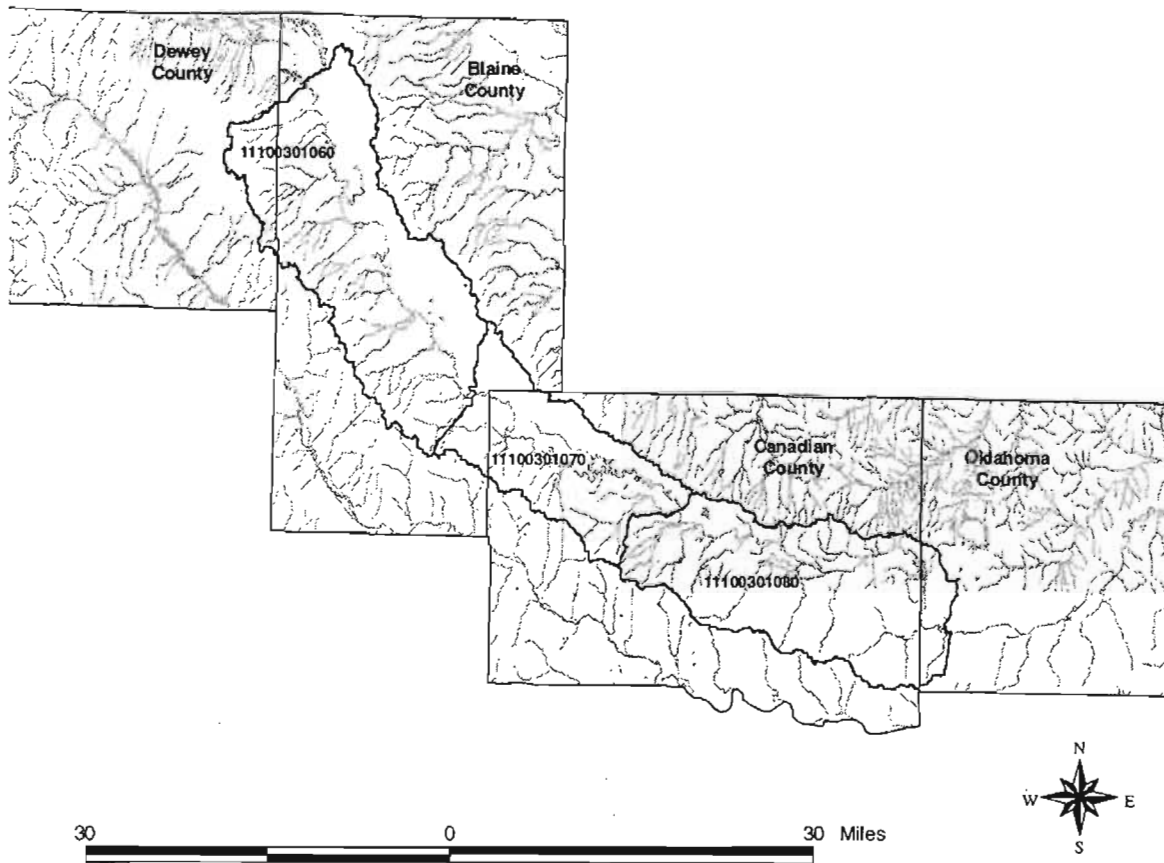 Dewey
County
Blaine
County
11100301060
11100301070
Canadian
County
Oklahoma
County
11100301080
N
W
E
S
30
0
30
Miles